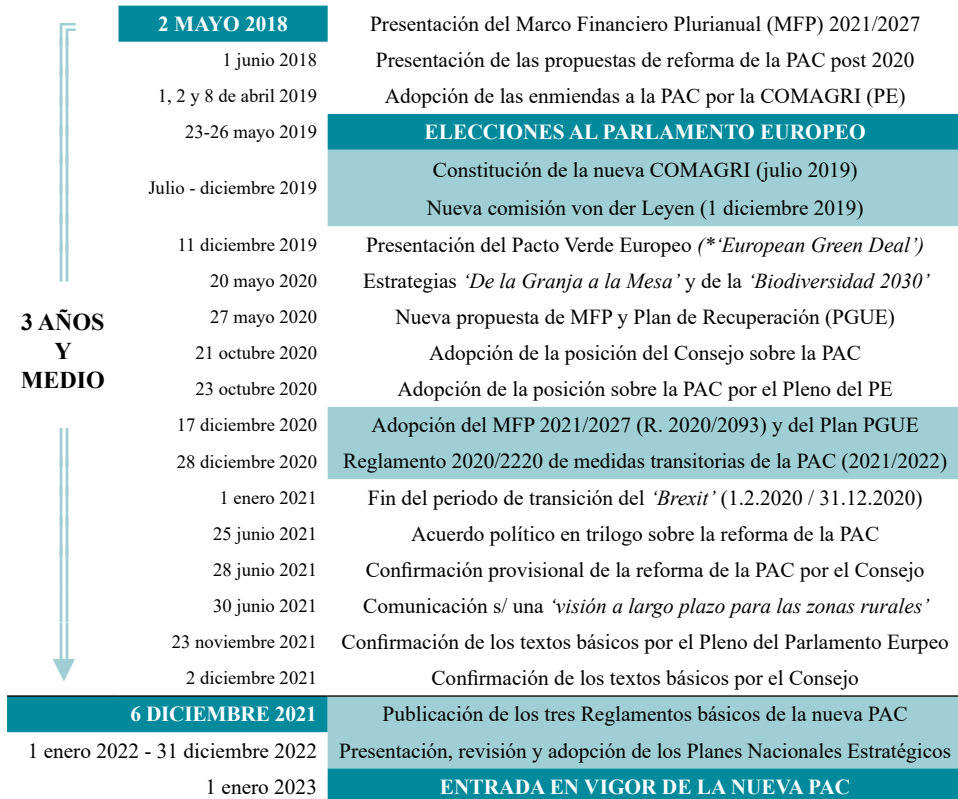 2 MAYO 2018 Presentación del Marco Financiero Plurianual (MFP) 2021/2027
1 junio 2018 Presentación de las propuestas de reforma de la PAC post 2020
1, 2 y 8 de abril 2019 Adopción de las enmiendas a la PAC por la COMAGRI (PE)
23-26 mayo 2019 ELECCIONES AL PARLAMENTO EUROPEO
Julio - diciembre 2019 Constitución de la nueva COMAGRI (julio 2019)
Nueva comisión von der Leyen (1 diciembre 2019)
11 diciembre 2019 Presentación del Pacto Verde Europeo (*‘European Green Deal’)
20 mayo 2020 Estrategias ‘De la Granja a la Mesa’ y de la ‘Biodiversidad 2030’
3 AÑOS
Y
MEDIO
27 mayo 2020 Nueva propuesta de MFP y Plan de Recuperación (PGUE)
21 octubre 2020 Adopción de la posición del Consejo sobre la PAC
23 octubre 2020 Adopción de la posición sobre la PAC por el Pleno del PE
17 diciembre 2020 Adopción del MFP 2021/2027 (R. 2020/2093) y del Plan PGUE
28 diciembre 2020 Reglamento 2020/2220 de medidas transitorias de la PAC (2021/2022)
1 enero 2021 Fin del periodo de transición del ‘Brexit’ (1.2.2020 / 31.12.2020)
25 junio 2021 Acuerdo político en trilogo sobre la reforma de la PAC
28 junio 2021 Confirmación provisional de la reforma de la PAC por el Consejo
30 junio 2021 Comunicación s/ una ‘visión a largo plazo para las zonas rurales’
23 noviembre 2021 Confirmación de los textos básicos por el Pleno del Parlamento Eurpeo
2 diciembre 2021 Confirmación de los textos básicos por el Consejo
6 DICIEMBRE 2021 Publicación de los tres Reglamentos básicos de la nueva PAC
1 enero 2022 - 31 diciembre 2022 Presentación, revisión y adopción de los Planes Nacionales Estratégicos
1 enero 2023 ENTRADA EN VIGOR DE LA NUEVA PAC